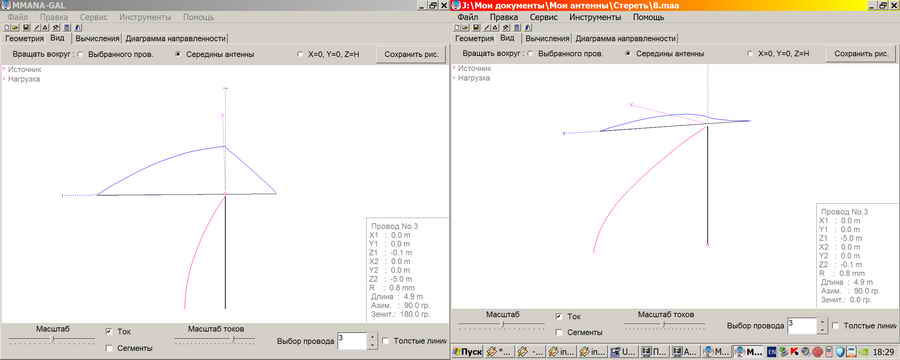 MMANA-GAL
Файл Правка Сервис Инструменты Помощь
Геометрия Вид Вычисления Диаграмма направленности
Вращать вокруг : Выбранного пров. Середины антенны X=0, Y=0, Z=H Сохранить рис.
Источник
Нагрузка
Провод No.3
X1 : 0.0 m
Y1 : 0.0 m
Z1 : -0.1 m
X2 : 0.0 m
Y2 : 0.0 m
Z2 : -5.0 m
R : 0.8 mm
Длина : 4.9 m
Азим. : 90.0 гр.
Зенит.: 180.0 гр.
Масштаб
Ток
Сегменты
Масштаб токов
Выбор провода
3
Толстые линии
J:\Мои документы\Мои антенны\Стереть\8.maa
Файл Правка Сервис Инструменты Помощь
Геометрия Вид Вычисления Диаграмма направленности
Вращать вокруг : Выбранного пров. Середины антенны X=0, Y=0, Z=H Сохранить рис.
Источник
Нагрузка
Провод No.3
X1 : 0.0 m
Y1 : 0.0 m
Z1 : -5.0 m
X2 : 0.0 m
Y2 : 0.0 m
Z2 : -0.1 m
R : 0.8 mm
Длина : 4.9 m
Азим. : 90.0 гр.
Зенит.: 0.0 гр.
Масштаб
Ток
Сегменты
Масштаб токов
Выбор провода
3
Толстые линии
Пуск
in...
in...
U...
П...
A...
M...
M...
EN
18:29